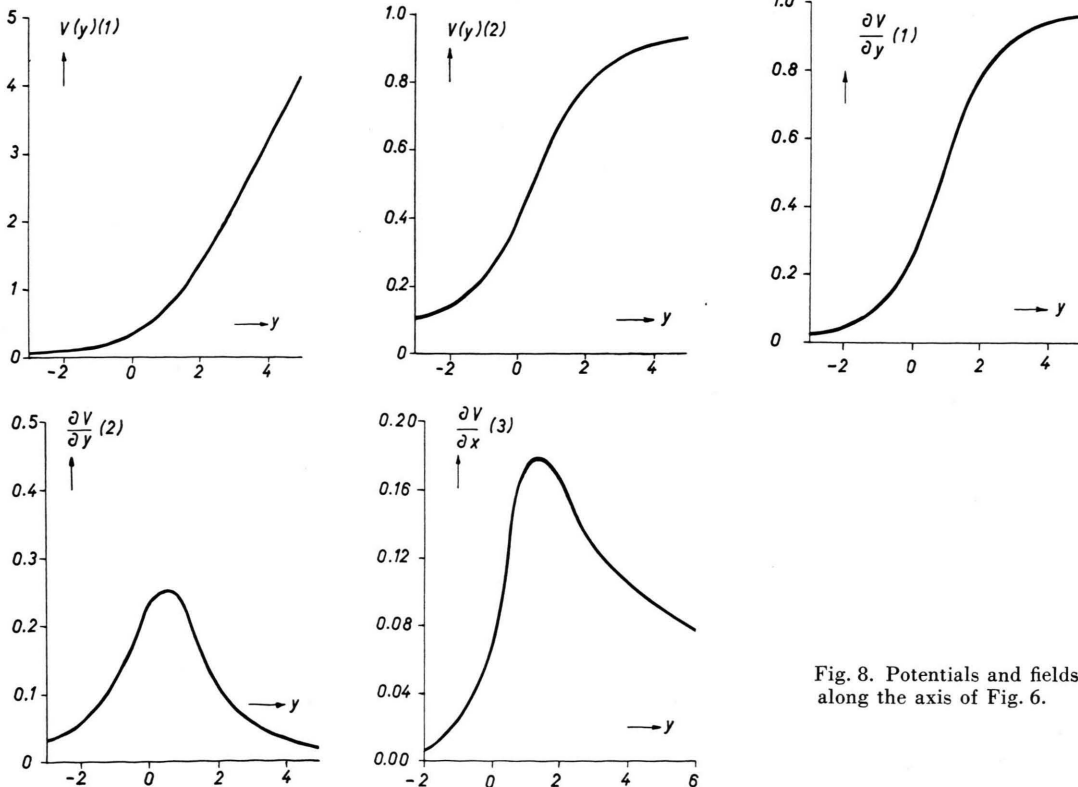 V(y)(1)
5
4
3
2
1
0
-2 0 2 4
y
V(y)(2)
1.0
0.8
0.6
0.4
0.2
0
-2 0 2 4
y
∂V/∂y (1)
1.0
0.8
0.6
0.4
0.2
0
-2 0 2 4
y
∂V/∂y (2)
0.5
0.4
0.3
0.2
0.1
0
-2 0 2 4
y
∂V/∂x (3)
0.20
0.16
0.12
0.08
0.04
0.00
-2 0 2 4 6
y
Fig. 8. Potentials and fields
along the axis of Fig. 6.